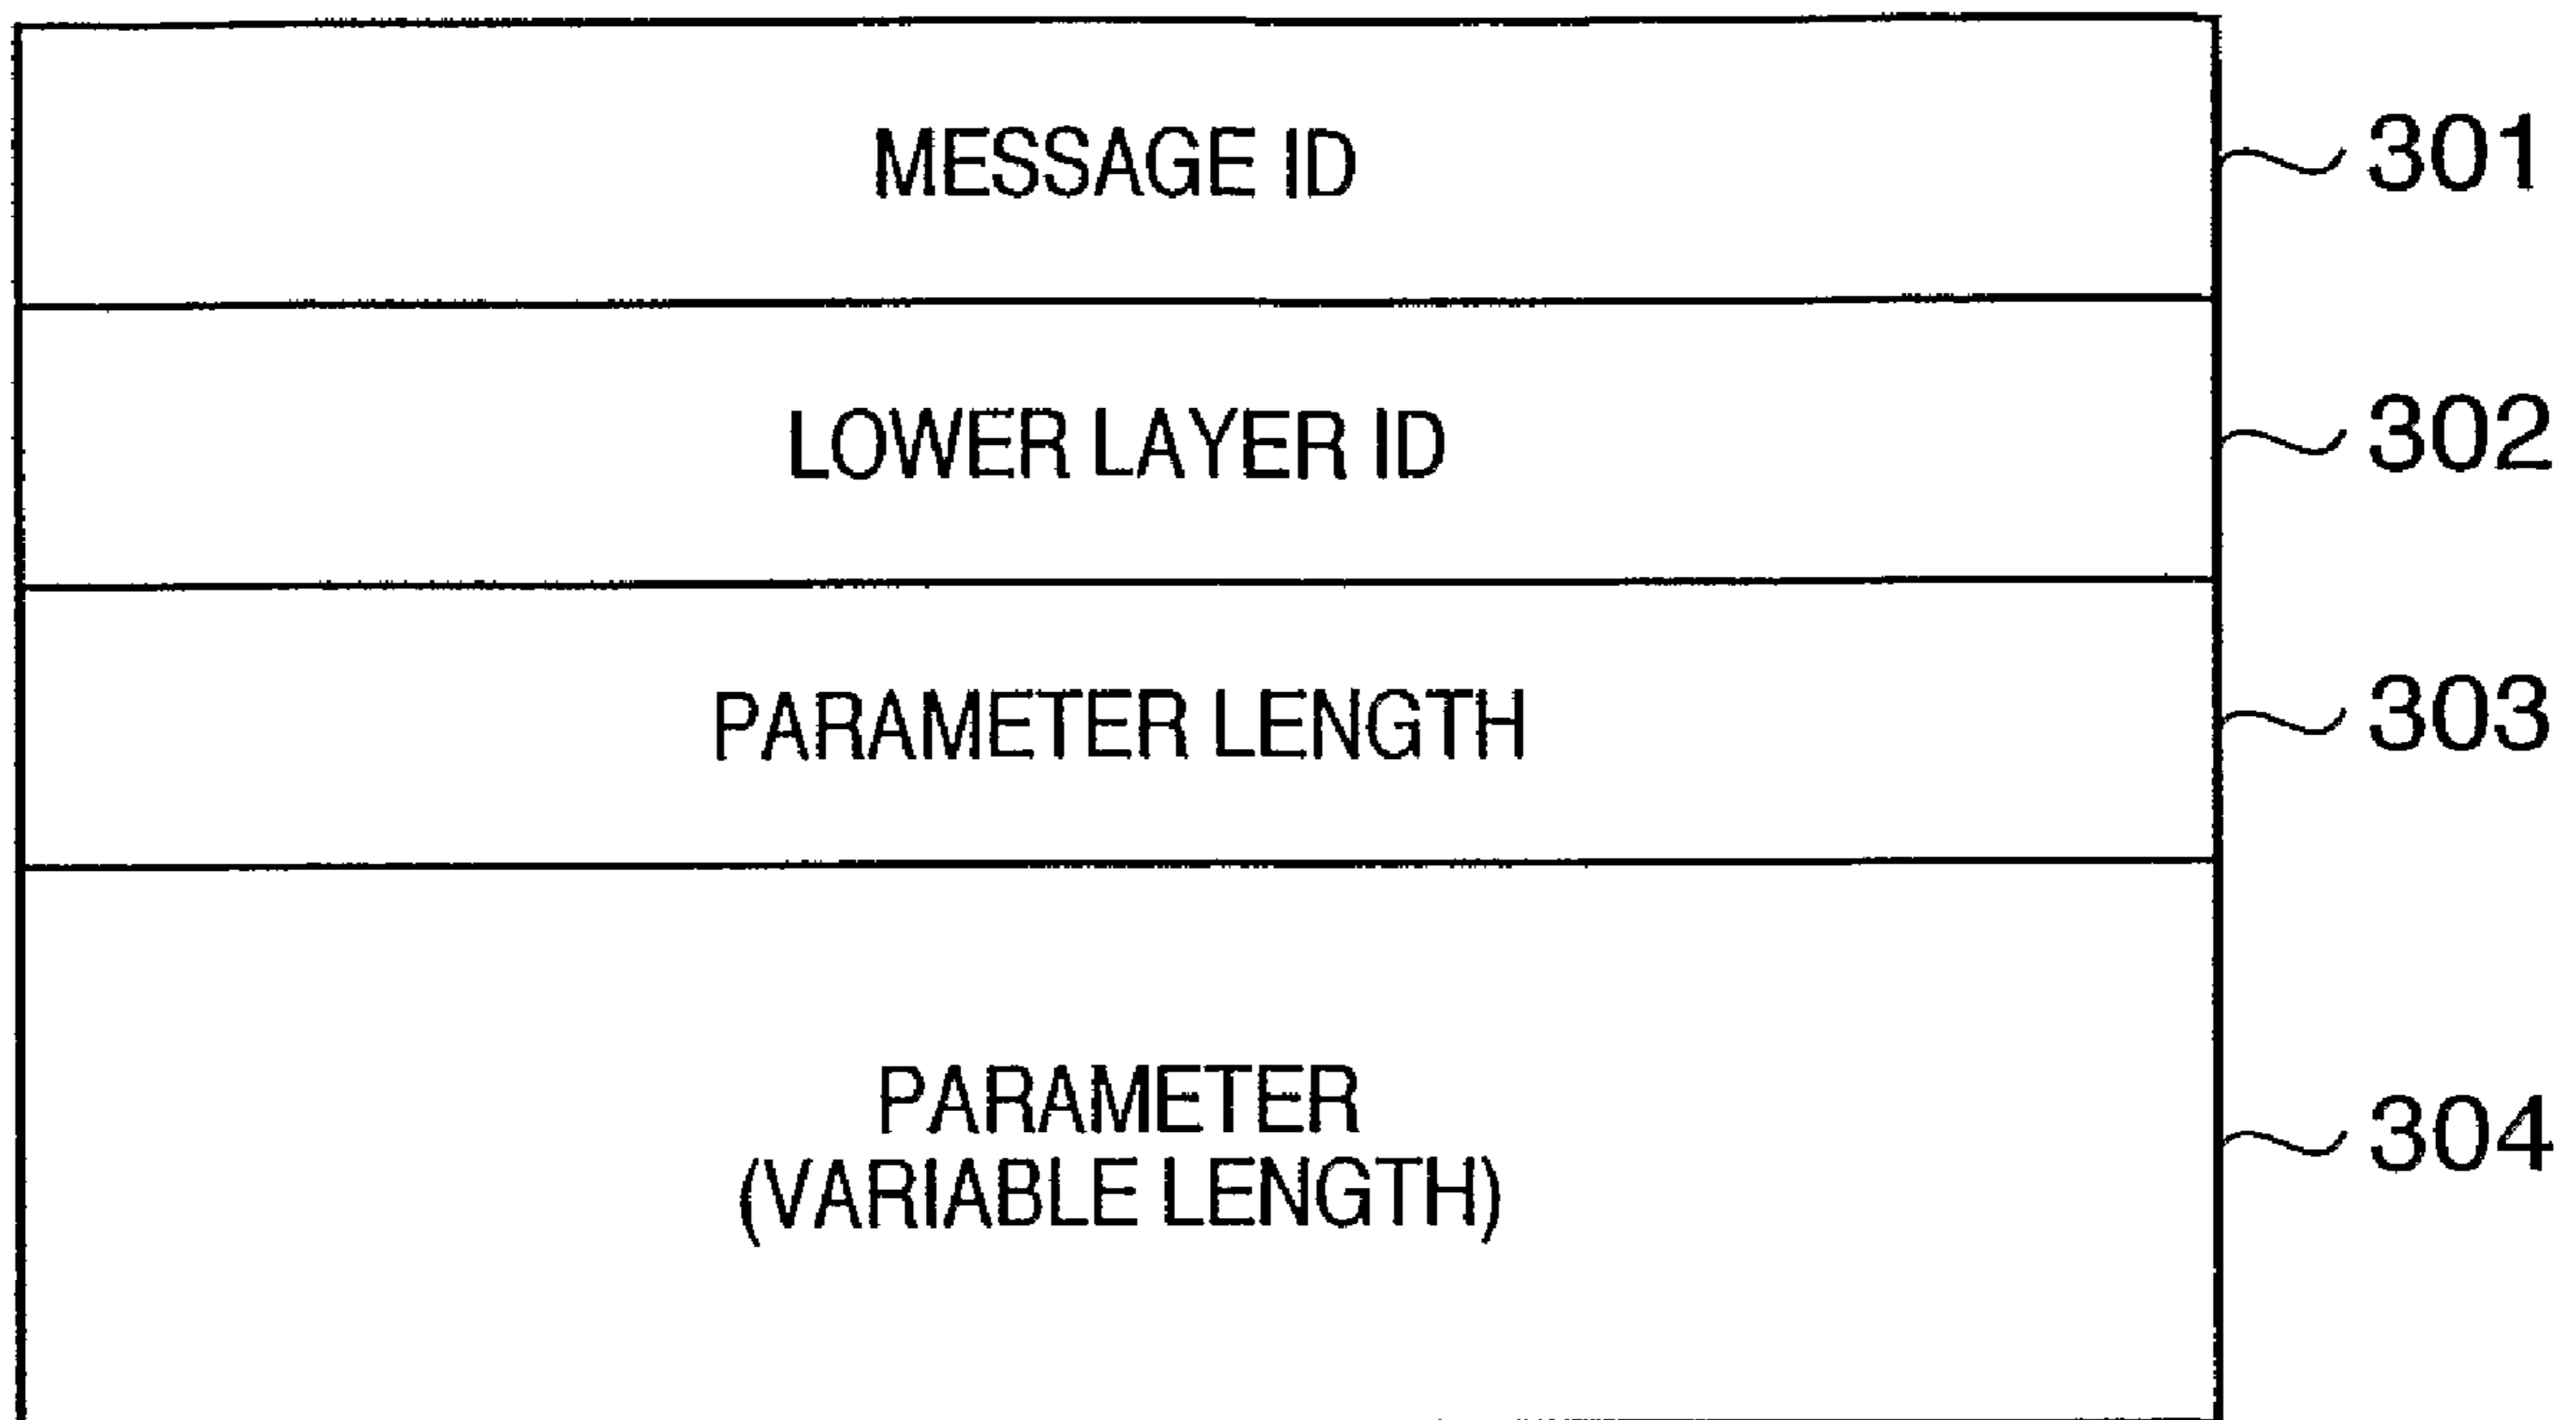 MESSAGE ID 301
LOWER LAYER ID 302
PARAMETER LENGTH 303
PARAMETER
(VARIABLE LENGTH) 304